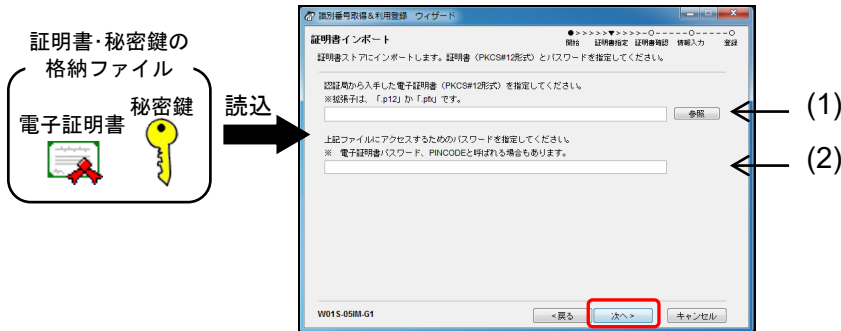 証明書・秘密鍵の
格納ファイル
電子証明書
秘密鍵
読込
識別番号取得&利用登録 ウィザード
証明書インポート
●>>>>>▼>>>>-○-----○-----○
開始 証明書指定 証明書確認 情報入力 登録
証明書ストアにインポートします。証明書（PKCS#12形式）とパスワードを指定してください。
認証局から入手した電子証明書（PKCS#12形式）を指定してください。
※拡張子は、「.p12」か「.pfx」です。
参照
(1)
上記ファイルにアクセスするためのパスワードを指定してください。
※ 電子証明書パスワード、PINCODEと呼ばれる場合もあります。
(2)
W01S-05IM-G1
<戻る
次へ>
キャンセル